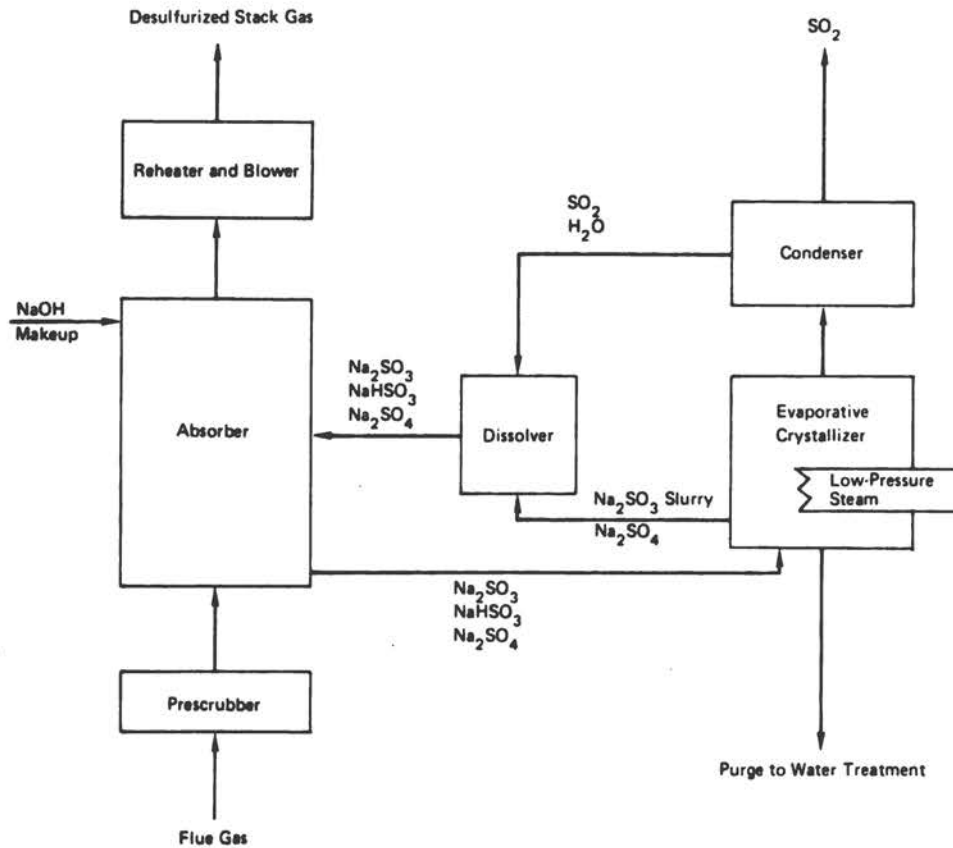 Desulfurized Stack Gas
SO2
Reheater and Blower
SO2
H2O
Condenser
NaOH
Makeup
Na2SO3
NaHSO3
Na2SO4
Absorber
Dissolver
Evaporative
Crystallizer
Low-Pressure
Steam
Na2SO3 Slurry
Na2SO4
Na2SO3
NaHSO3
Na2SO4
Prescrubber
Purge to Water Treatment
Flue Gas